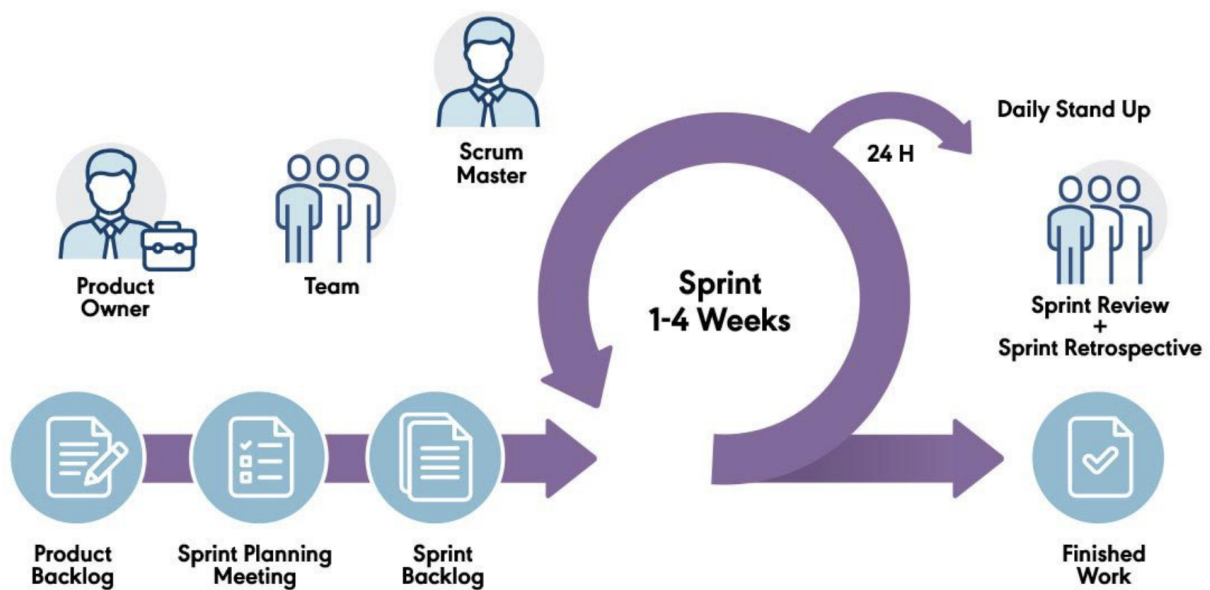 Scrum
Master
Daily Stand Up
24 H
Product
Owner
Team
Sprint
1-4 Weeks
Sprint Review
+
Sprint Retrospective
Product
Backlog
Sprint Planning
Meeting
Sprint
Backlog
Finished
Work